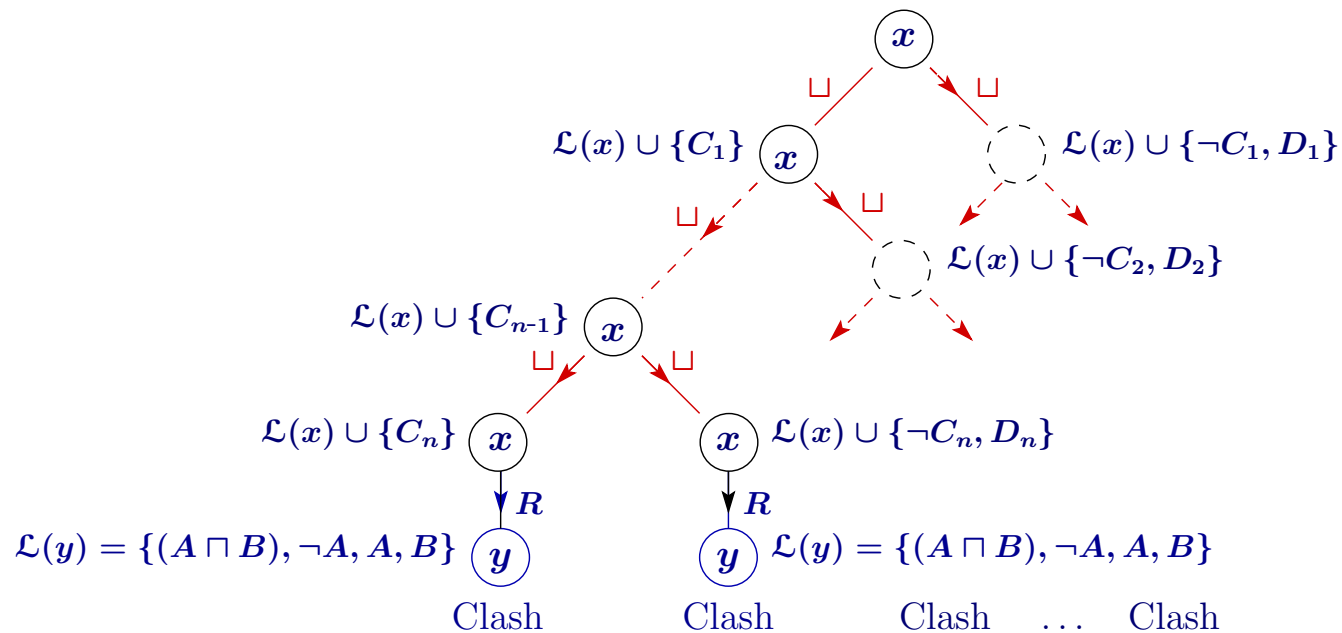 x
⊔ ⊔
ℒ(x) ∪ {C₁} x ℒ(x) ∪ {¬C₁, D₁}
⊔ ⊔
ℒ(x) ∪ {¬C₂, D₂}
ℒ(x) ∪ {Cₙ₋₁} x
⊔ ⊔
ℒ(x) ∪ {Cₙ} x x ℒ(x) ∪ {¬Cₙ, Dₙ}
R R
ℒ(y) = {(A ⊓ B), ¬A, A, B} y y ℒ(y) = {(A ⊓ B), ¬A, A, B}
Clash Clash Clash ... Clash